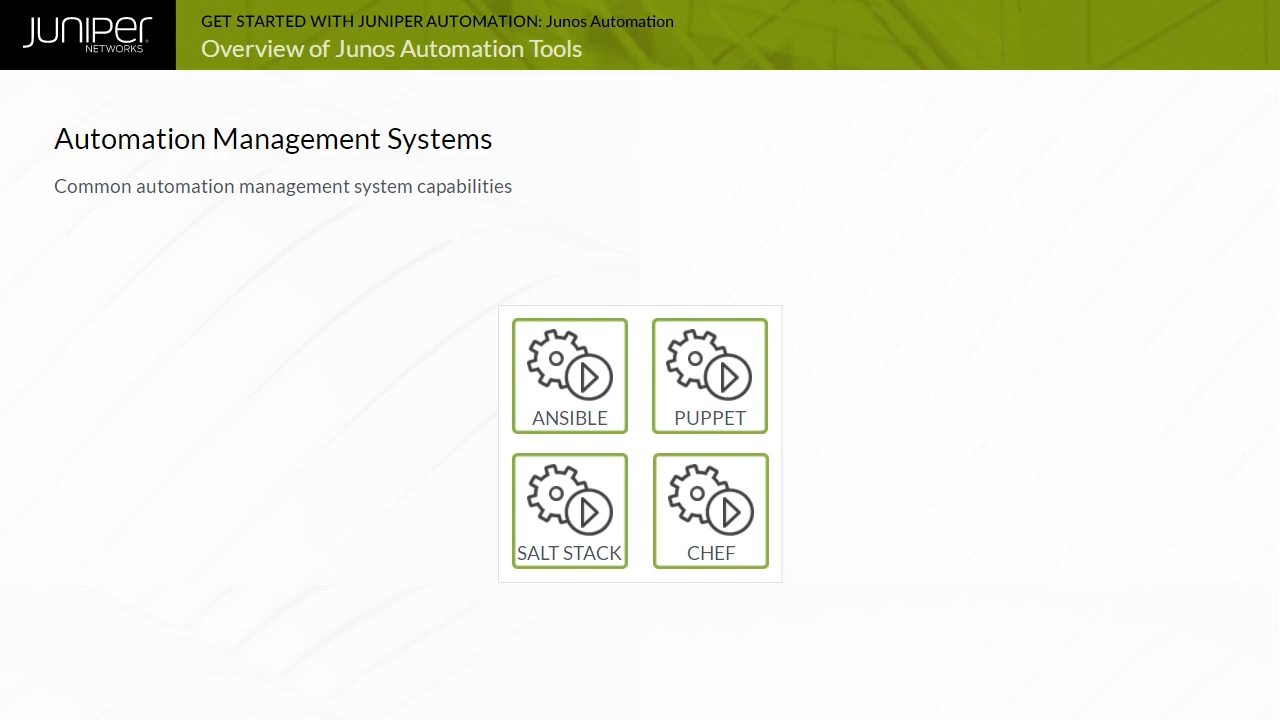 JUNIPER
NETWORKS
GET STARTED WITH JUNIPER AUTOMATION: Junos Automation
Overview of Junos Automation Tools
Automation Management Systems
Common automation management system capabilities
ANSIBLE
PUPPET
SALT STACK
CHEF